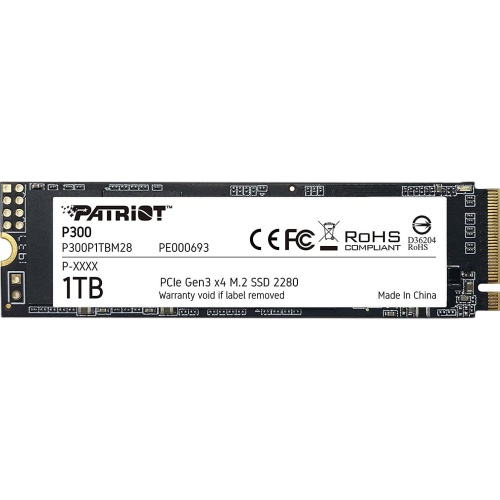 PATRIOT
P300
P300P1TBM28 PE000693
P-XXXX
1TB
PCIe Gen3 x4 M.2 SSD 2280
Warranty void if label removed
CE FC
RoHS
COMPLIANT
D36204
RoHS
Made In China